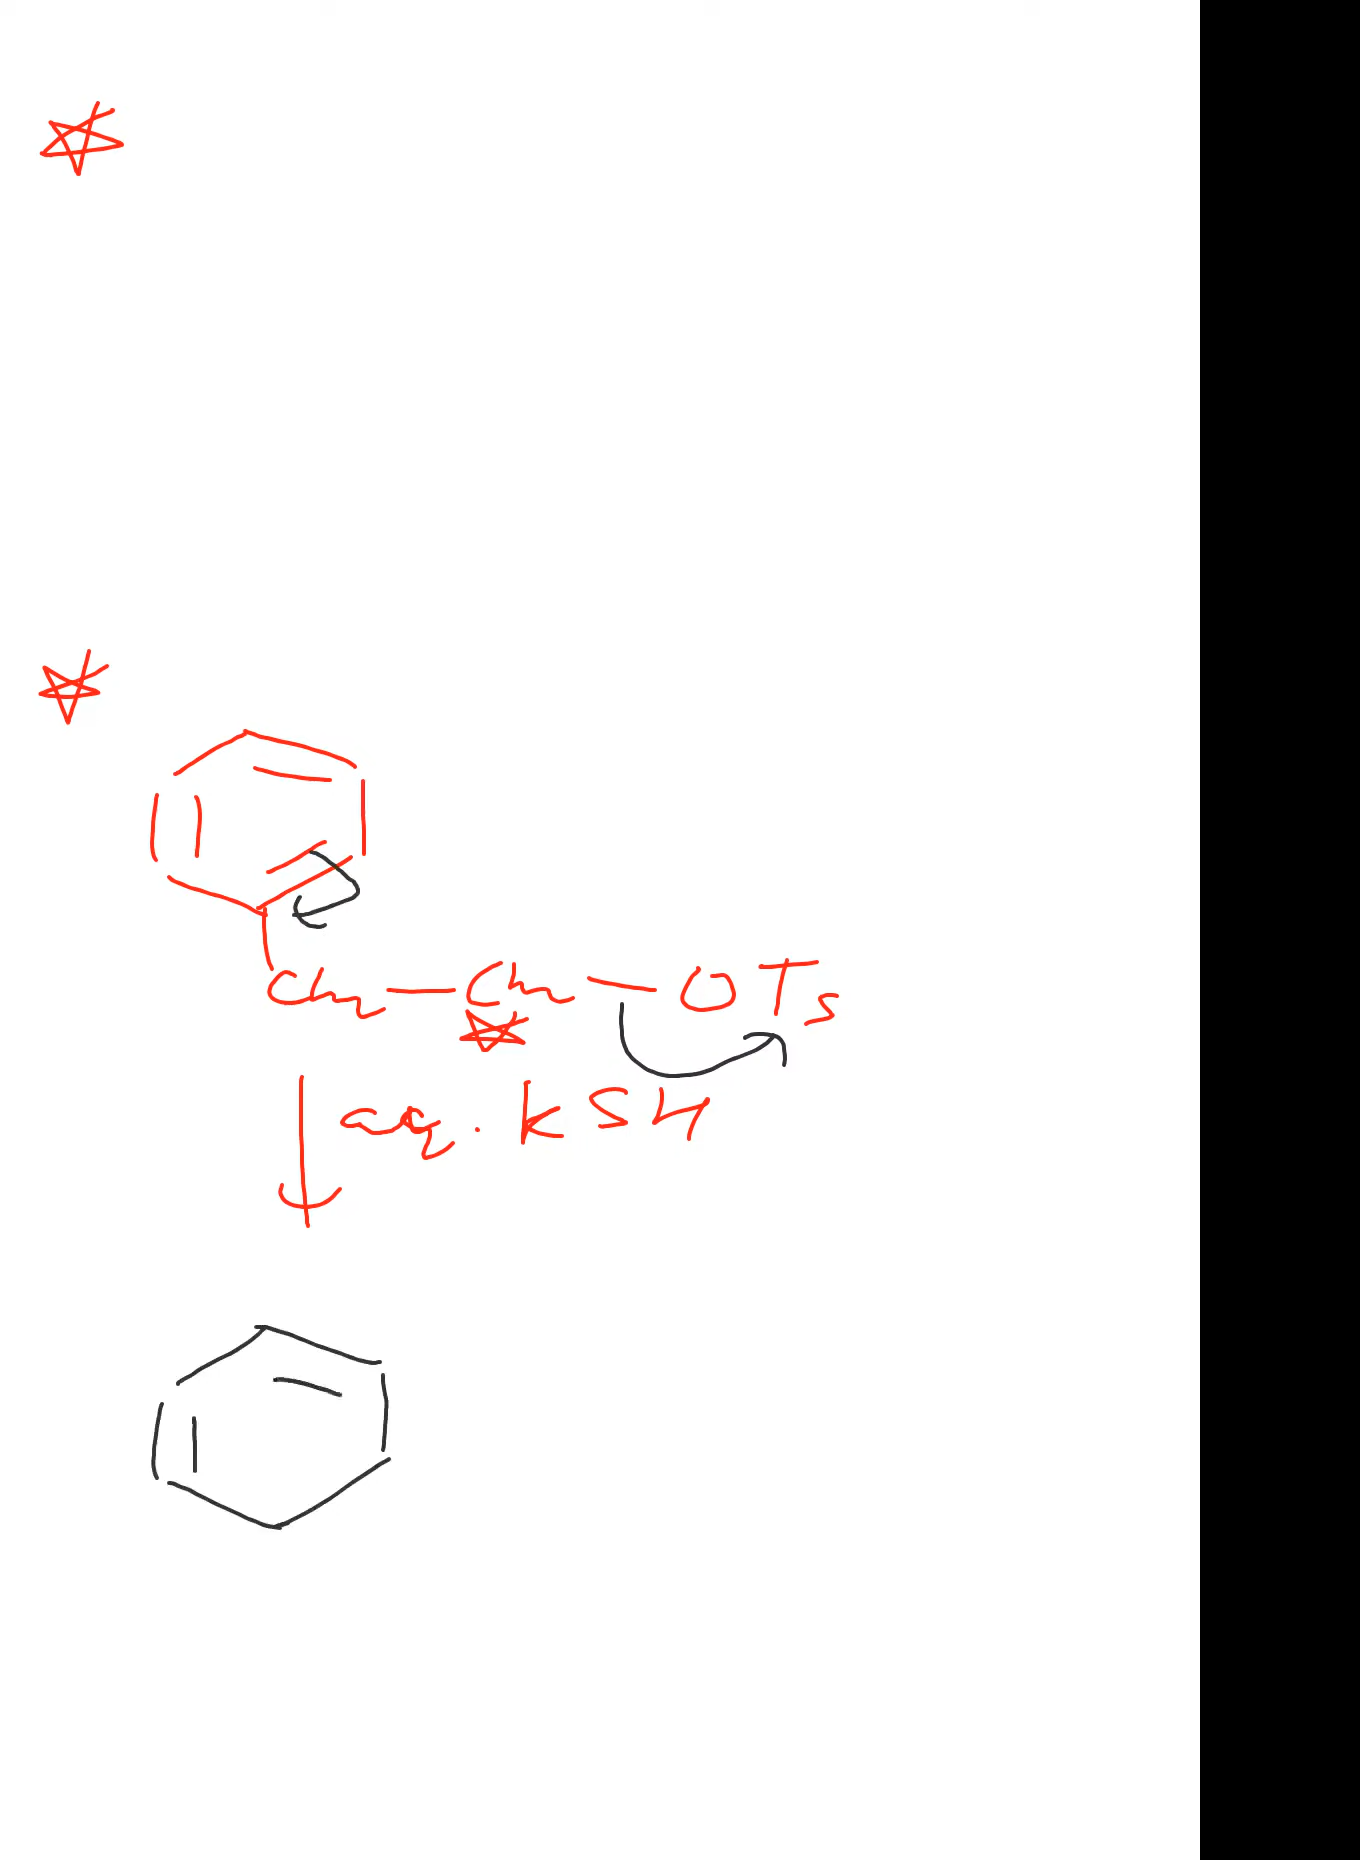 CH₂ — CH₂ — OTs
aq. KSH